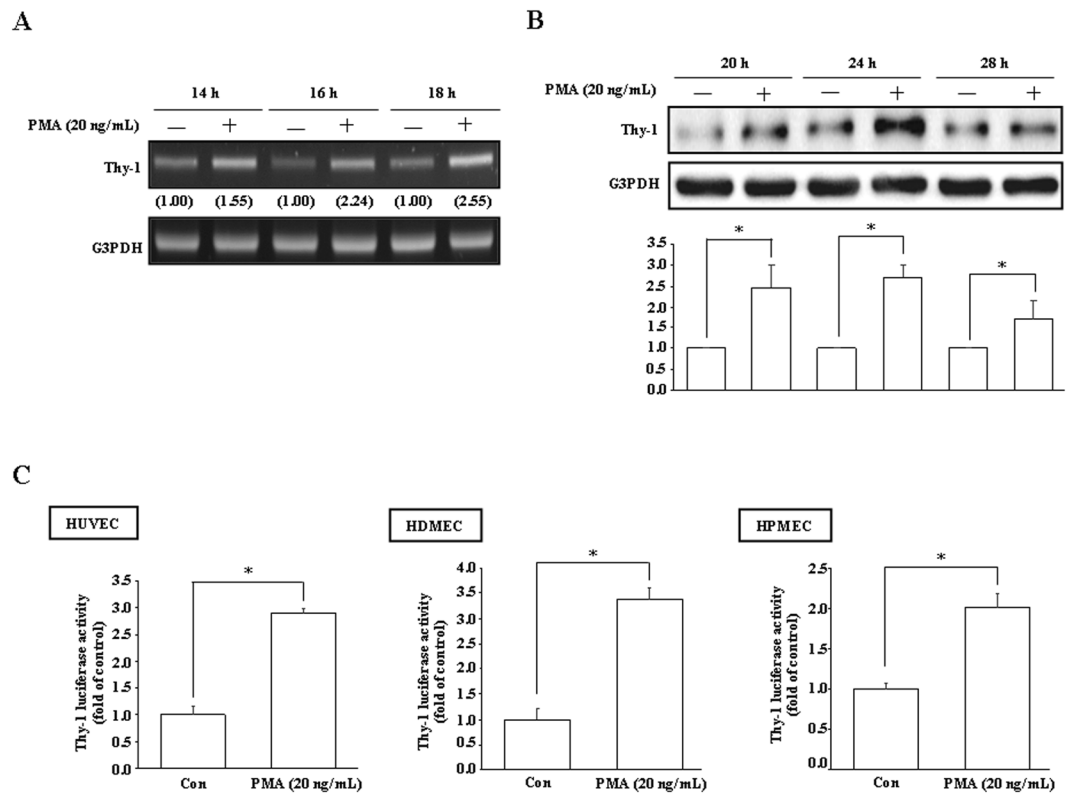 A
14 h 16 h 18 h
PMA (20 ng/mL) — + — + — +
Thy-1
(1.00) (1.55) (1.00) (2.24) (1.00) (2.55)
G3PDH
B
20 h 24 h 28 h
PMA (20 ng/mL) — + — + — +
Thy-1
G3PDH
3.5
3.0
2.5
2.0
1.5
1.0
0.5
0.0
* * *
C
HUVEC
Thy-1 luciferase activity
(fold of control)
3.5
3.0
2.5
2.0
1.5
1.0
0.5
0.0
*
Con PMA (20 ng/mL)
HDMEC
Thy-1 luciferase activity
(fold of control)
4.0
3.5
3.0
2.5
2.0
1.5
1.0
0.5
0.0
*
Con PMA (20 ng/mL)
HPMEC
Thy-1 luciferase activity
(fold of control)
2.5
2.0
1.5
1.0
0.5
0.0
*
Con PMA (20 ng/mL)